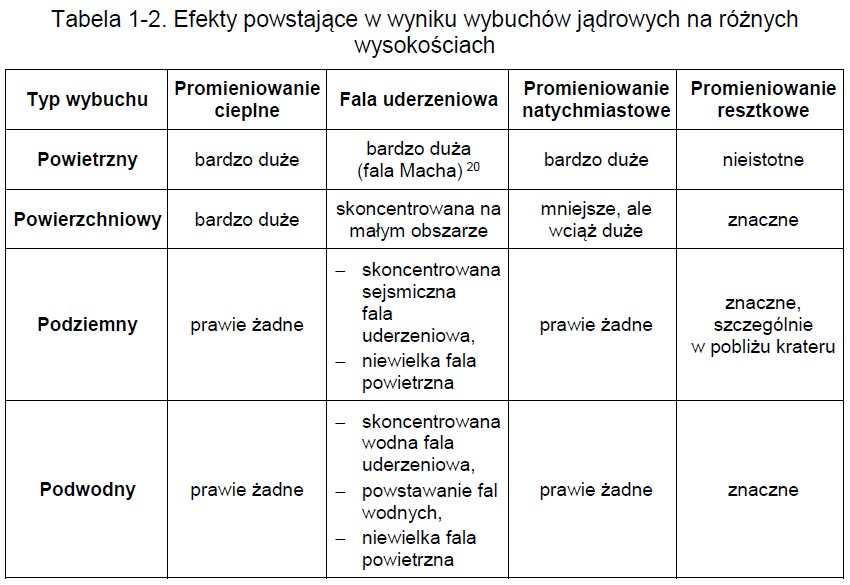 Tabela 1-2. Efekty powstające w wyniku wybuchów jądrowych na różnych
wysokościach
Typ wybuchu
Promieniowanie
cieplne
Fala uderzeniowa
Promieniowanie
natychmiastowe
Promieniowanie
resztkowe
Powietrzny
bardzo duże
bardzo duża
(fala Macha) 20
bardzo duże
nieistotne
Powierzchniowy
bardzo duże
skoncentrowana na
małym obszarze
mniejsze, ale
wciąż duże
znaczne
Podziemny
prawie żadne
– skoncentrowana
sejsmiczna
fala
uderzeniowa,
– niewielka fala
powietrzna
prawie żadne
znaczne,
szczególnie
w pobliżu krateru
Podwodny
prawie żadne
– skoncentrowana
wodna fala
uderzeniowa,
– powstawanie fal
wodnych,
– niewielka fala
powietrzna
prawie żadne
znaczne